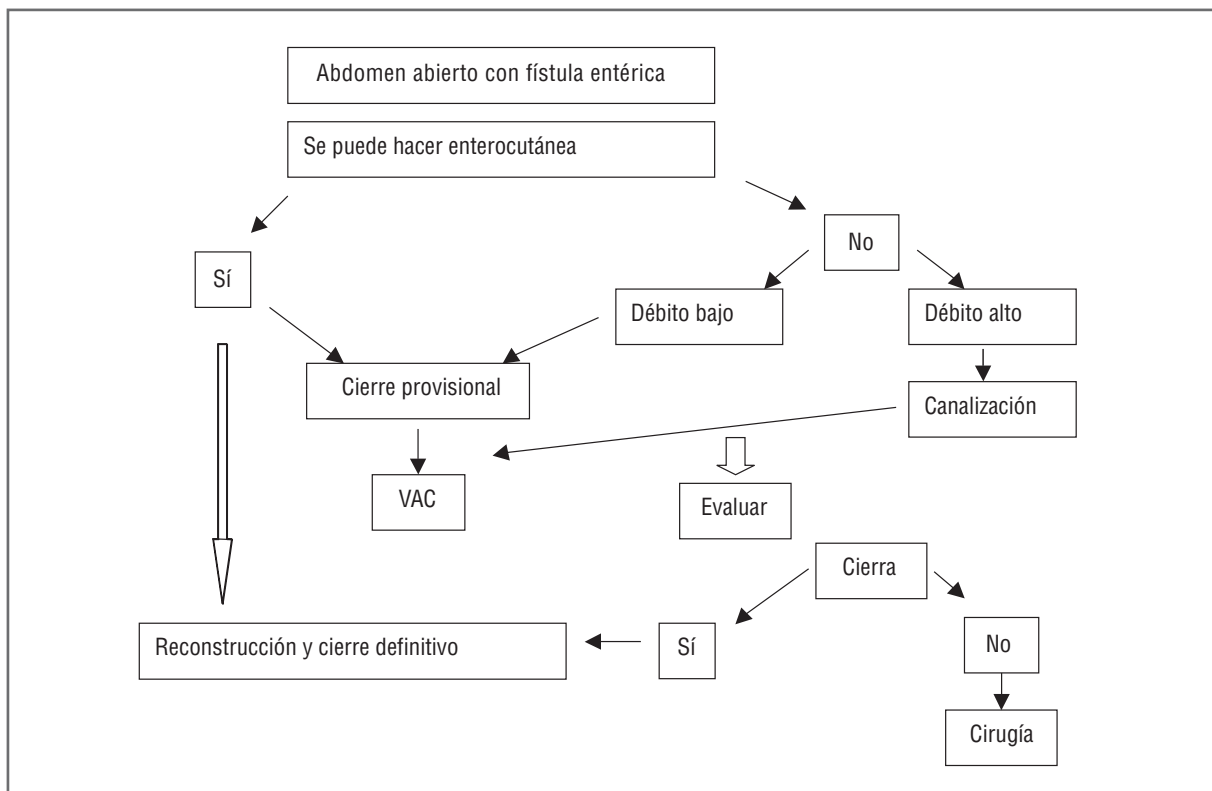 Abdomen abierto con fístula entérica
Se puede hacer enterocutánea
No
Sí
Débito bajo
Débito alto
Cierre provisional
Canalización
VAC
Evaluar
Cierra
Reconstrucción y cierre definitivo
Sí
No
Cirugía